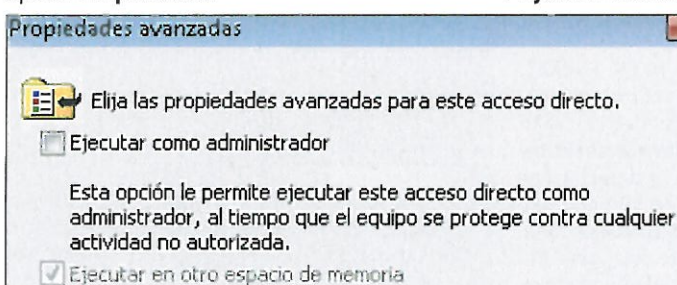 Propiedades avanzadas
Elija las propiedades avanzadas para este acceso directo.
Ejecutar como administrador
Esta opción le permite ejecutar este acceso directo como
administrador, al tiempo que el equipo se protege contra cualquier
actividad no autorizada.
Ejecutar en otro espacio de memoria